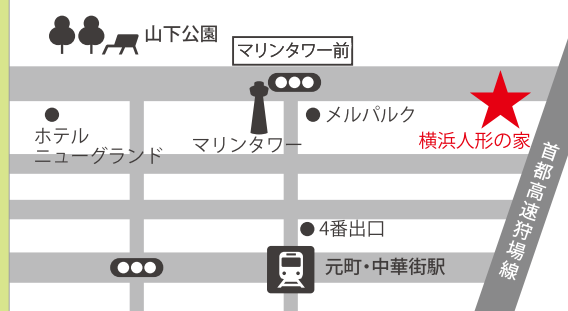 山下公園
マリンタワー前
メルパルク
ホテル
ニューグランド
マリンタワー
横浜人形の家
首都高速狩場線
4番出口
元町・中華街駅